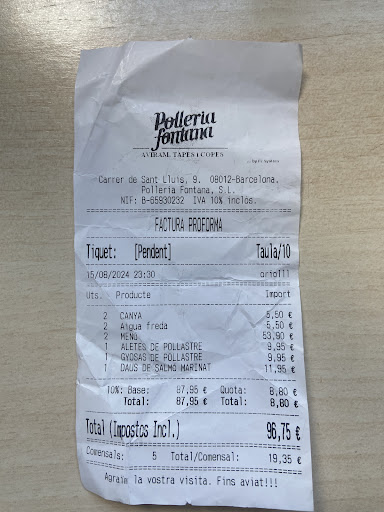 Polleria
fontana
AVIRAM, TAPES I COPES
Carrer de Sant Lluis, 9. 08012-Barcelona.
Polleria Fontana, S.L.
NIF: B-65930232 IVA 10% inclòs.
FACTURA PROFORMA
Tiquet: [Pendent] Taula/10
15/08/2024 23:30 oriolll
Uts. Producte Import
2 CANYA 5,50 €
2 Aigua freda 5,50 €
2 MENÚ 53,90 €
1 ALETES DE POLLASTRE 9,95 €
1 GYOSAS DE POLLASTRE 9,95 €
1 DAUS DE SALMÓ MARINAT 11,95 €
10%: Base: 87,95 € Quota: 8,80 €
Total: 87,95 € Total: 8,80 €
Total (Impostos Incl.) 96,75 €
Comensals: 5 Total/Comensal: 19,35 €
Agraïm la vostra visita. Fins aviat!!!